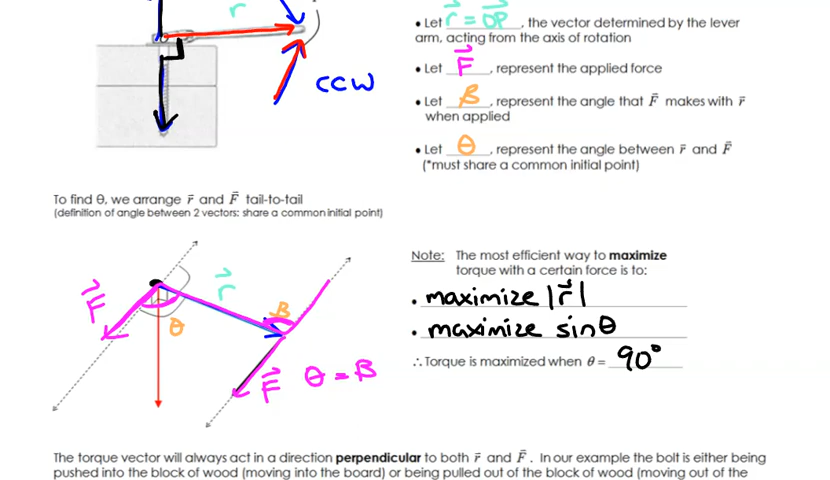 r
CCW
• Let r⃗ = OP⃗, the vector determined by the lever
arm, acting from the axis of rotation
• Let F⃗, represent the applied force
• Let β, represent the angle that F⃗ makes with r⃗
when applied
• Let θ, represent the angle between r⃗ and F⃗
(*must share a common initial point)
To find θ, we arrange r⃗ and F⃗ tail-to-tail
(definition of angle between 2 vectors: share a common initial point)
F⃗
r⃗
θ
β
F⃗ θ = β
Note: The most efficient way to maximize
torque with a certain force is to:
• maximize |r⃗|
• maximize sinθ
∴ Torque is maximized when θ = 90°
The torque vector will always act in a direction perpendicular to both r⃗ and F⃗. In our example the bolt is either being
pushed into the block of wood (moving into the board) or being pulled out of the block of wood (moving out of the